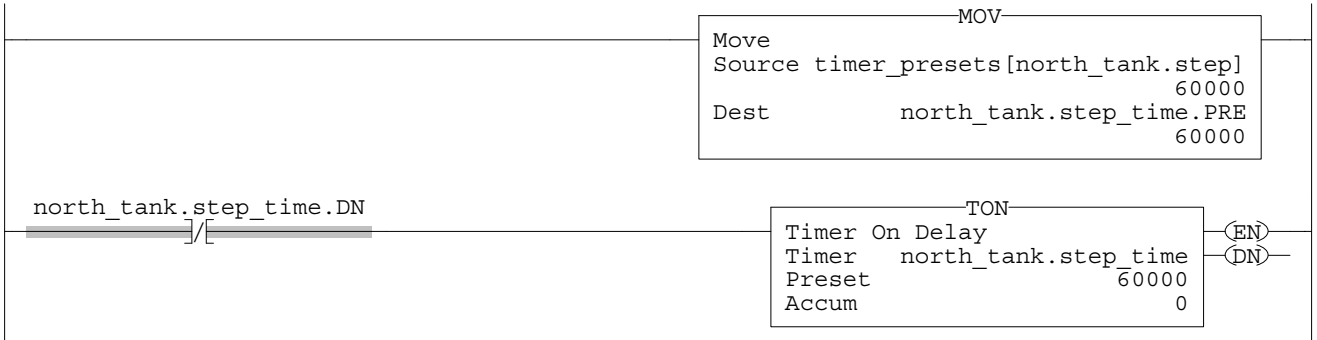 MOV
Move
Source timer_presets[north_tank.step]
60000
Dest north_tank.step_time.PRE
60000
north_tank.step_time.DN
TON
Timer On Delay
Timer north_tank.step_time
Preset 60000
Accum 0
EN
DN